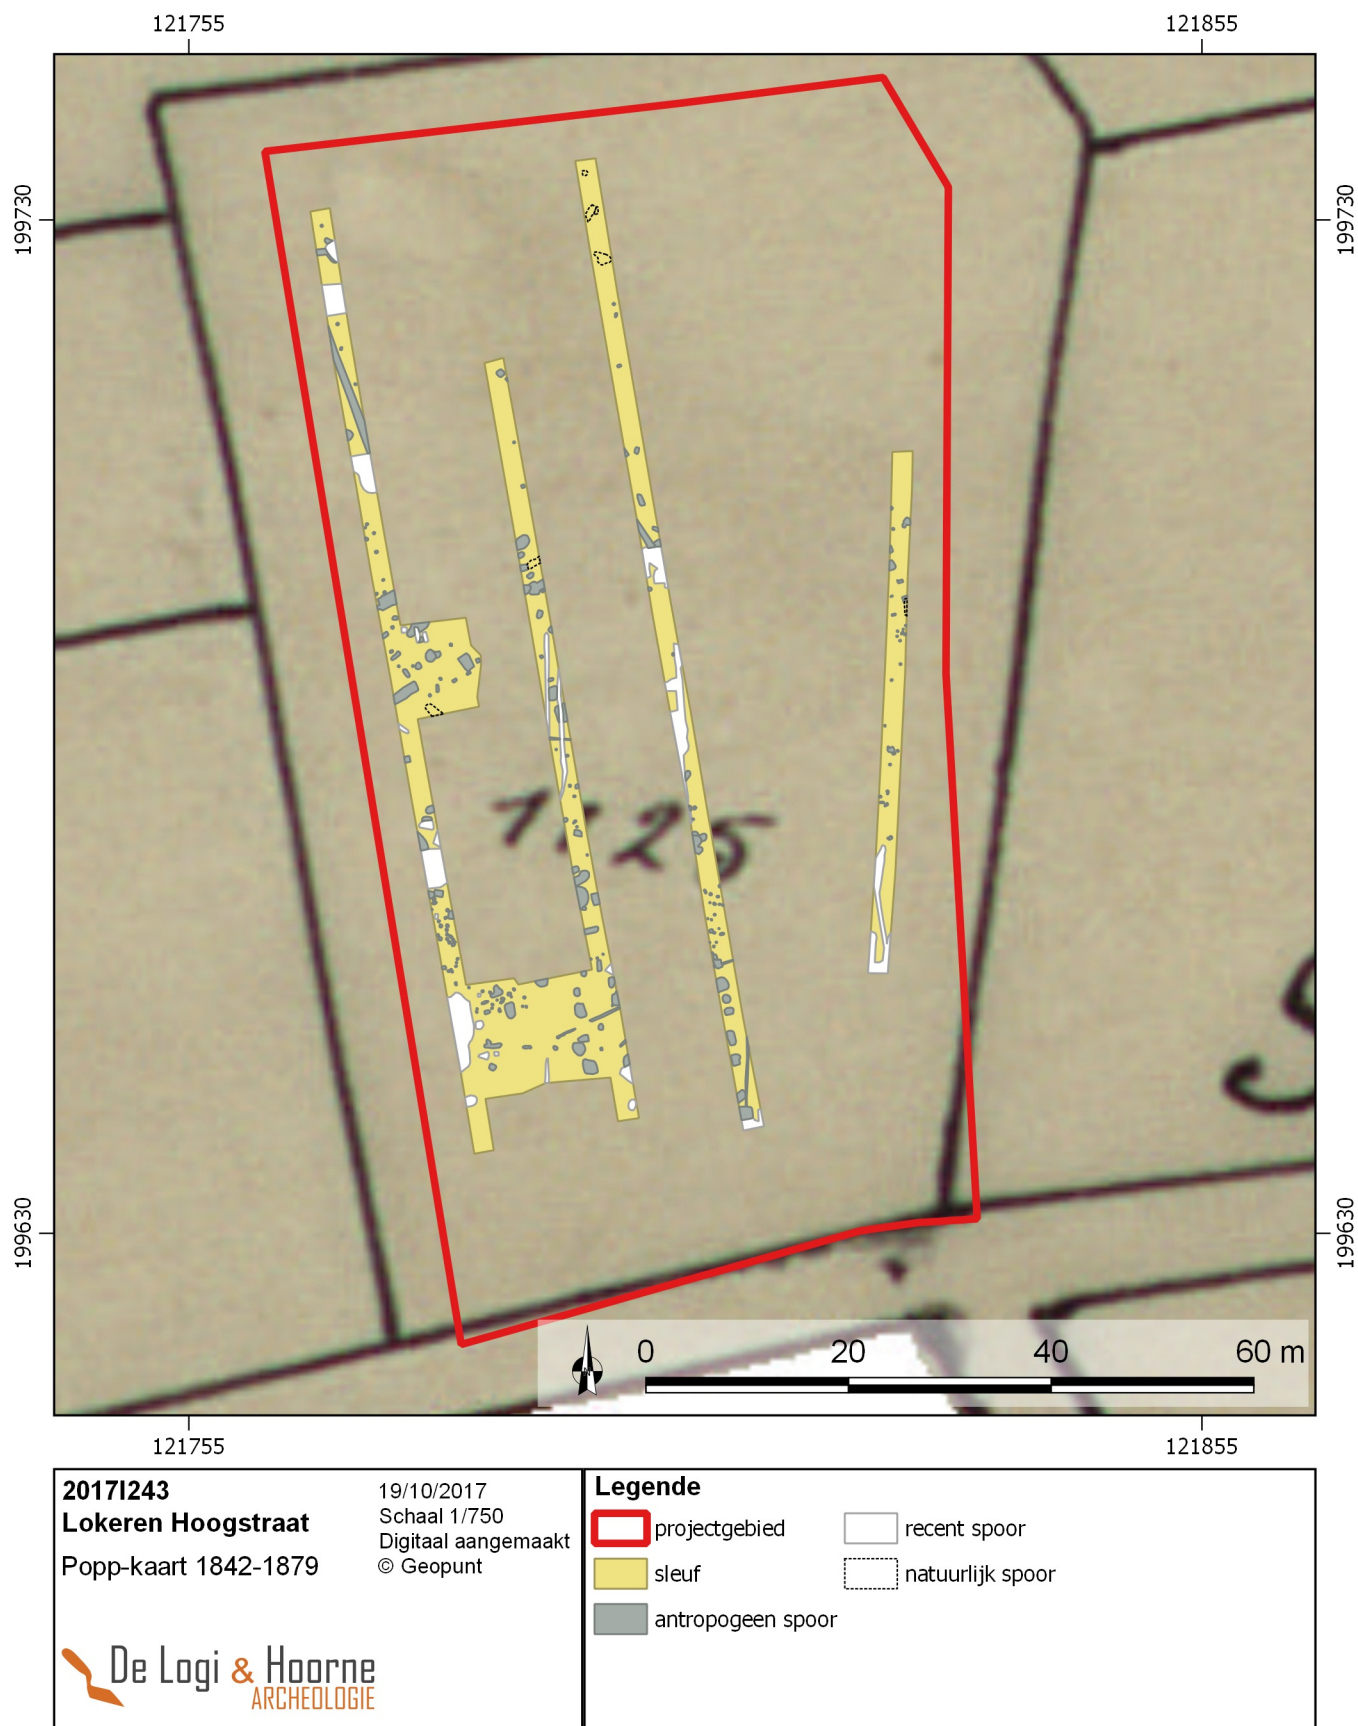 121755 121855
199730 199730
1125
199630 199630
0 20 40 60 m
121755 121855
2017I243
Lokeren Hoogstraat
Popp-kaart 1842-1879
19/10/2017
Schaal 1/750
Digitaal aangemaakt
© Geopunt
De Logi & Hoorne
ARCHEOLOGIE
Legende
projectgebied
sleuf
antropogeen spoor
recent spoor
natuurlijk spoor